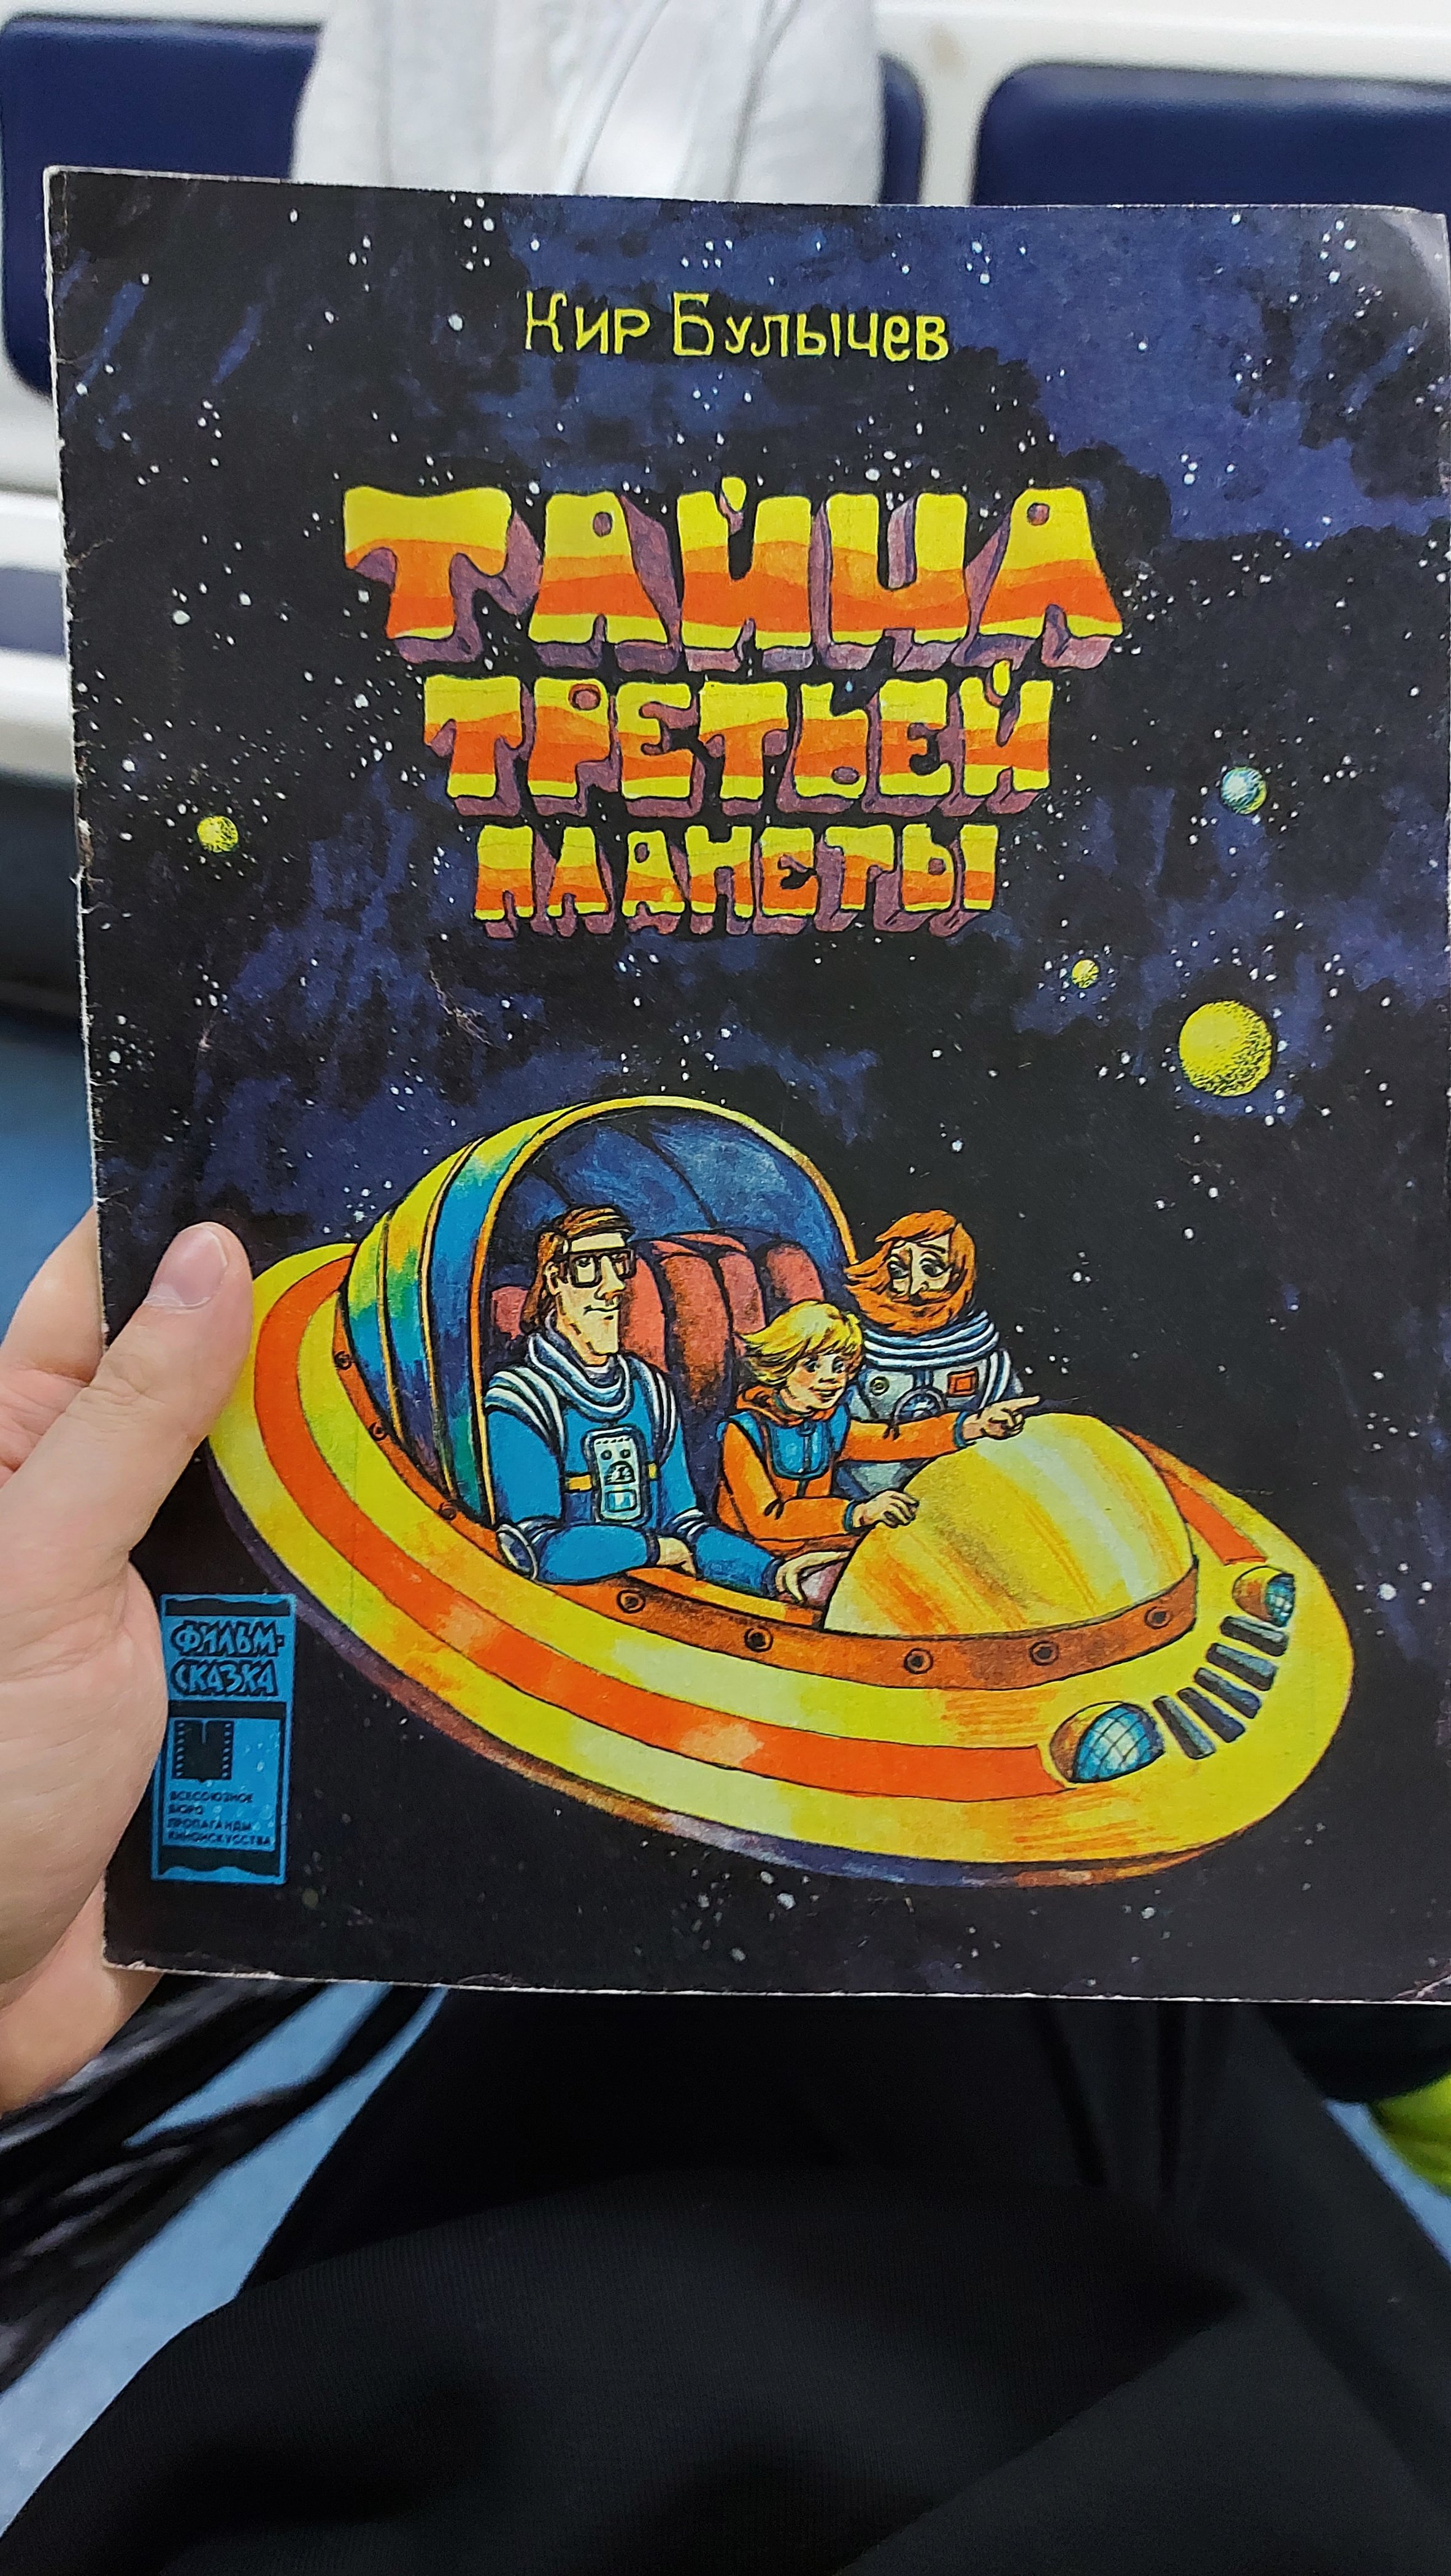 Кир Булычев
ТАЙНА
ТРЕТЬЕЙ
ПЛАНЕТЫ
ФИЛЬМ-
СКАЗКА
ВСЕСОЮЗНОЕ
БЮРО
ПРОПАГАНДЫ
КИНОИСКУССТВА